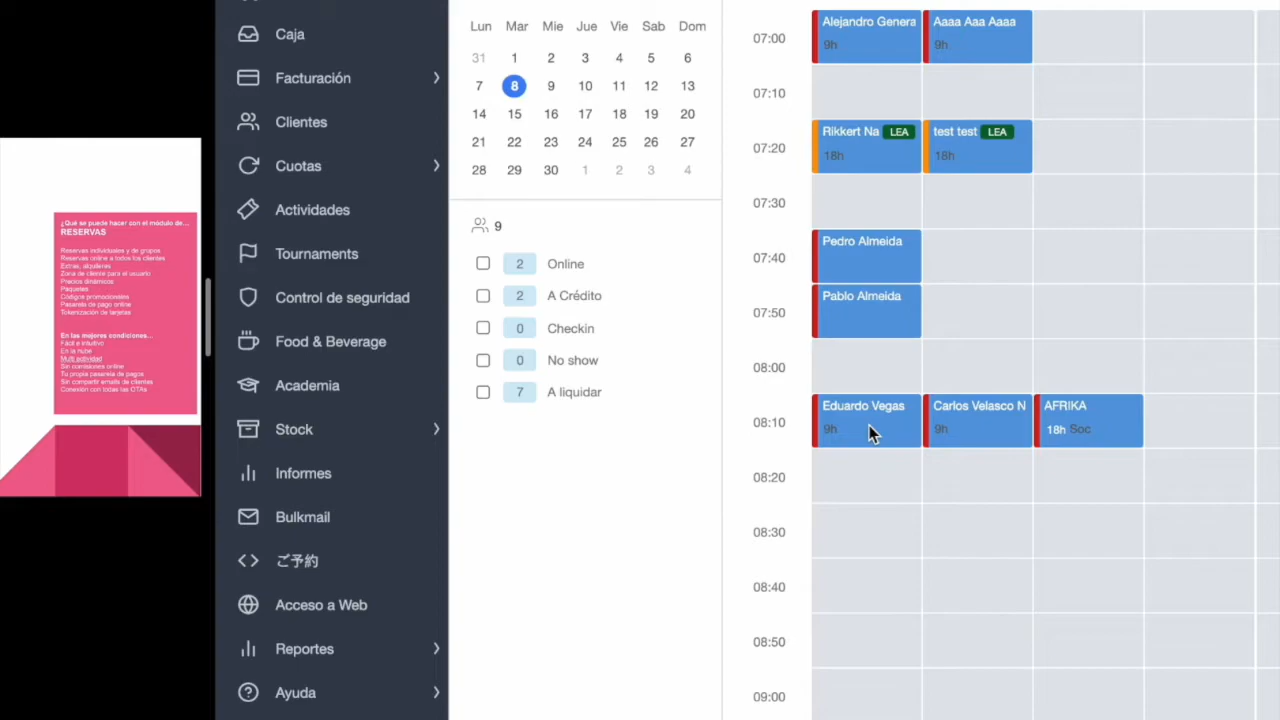 ¿Qué se puede hacer con el módulo de...
RESERVAS
Reservas individuales y de grupos
Reservas online a todos los clientes
Extras, alquileres
Zona de cliente para el usuario
Precios dinámicos
Paquetes
Códigos promocionales
Pasarela de pago online
Tokenización de tarjetas
En las mejores condiciones...
Fácil e intuitivo
En la nube
Multi actividad
Sin comisiones online
Tu propia pasarela de pagos
Sin compartir emails de clientes
Conexión con todas las OTAs
Caja
Facturación
Clientes
Cuotas
Actividades
Tournaments
Control de seguridad
Food & Beverage
Academia
Stock
Informes
Bulkmail
ご予約
Acceso a Web
Reportes
Ayuda
Lun Mar Mie Jue Vie Sab Dom
31 1 2 3 4 5 6
7 8 9 10 11 12 13
14 15 16 17 18 19 20
21 22 23 24 25 26 27
28 29 30 1 2 3 4
9
2 Online
2 A Crédito
0 Checkin
0 No show
7 A liquidar
07:00 Alejandro Genera Aaaa Aaa Aaaa
9h 9h
07:10
Rikkert Na LEA test test LEA
07:20 18h 18h
07:30
Pedro Almeida
07:40
Pablo Almeida
07:50
08:00
Eduardo Vegas Carlos Velasco N AFRIKA
08:10 9h 9h 18h Soc
08:20
08:30
08:40
08:50
09:00